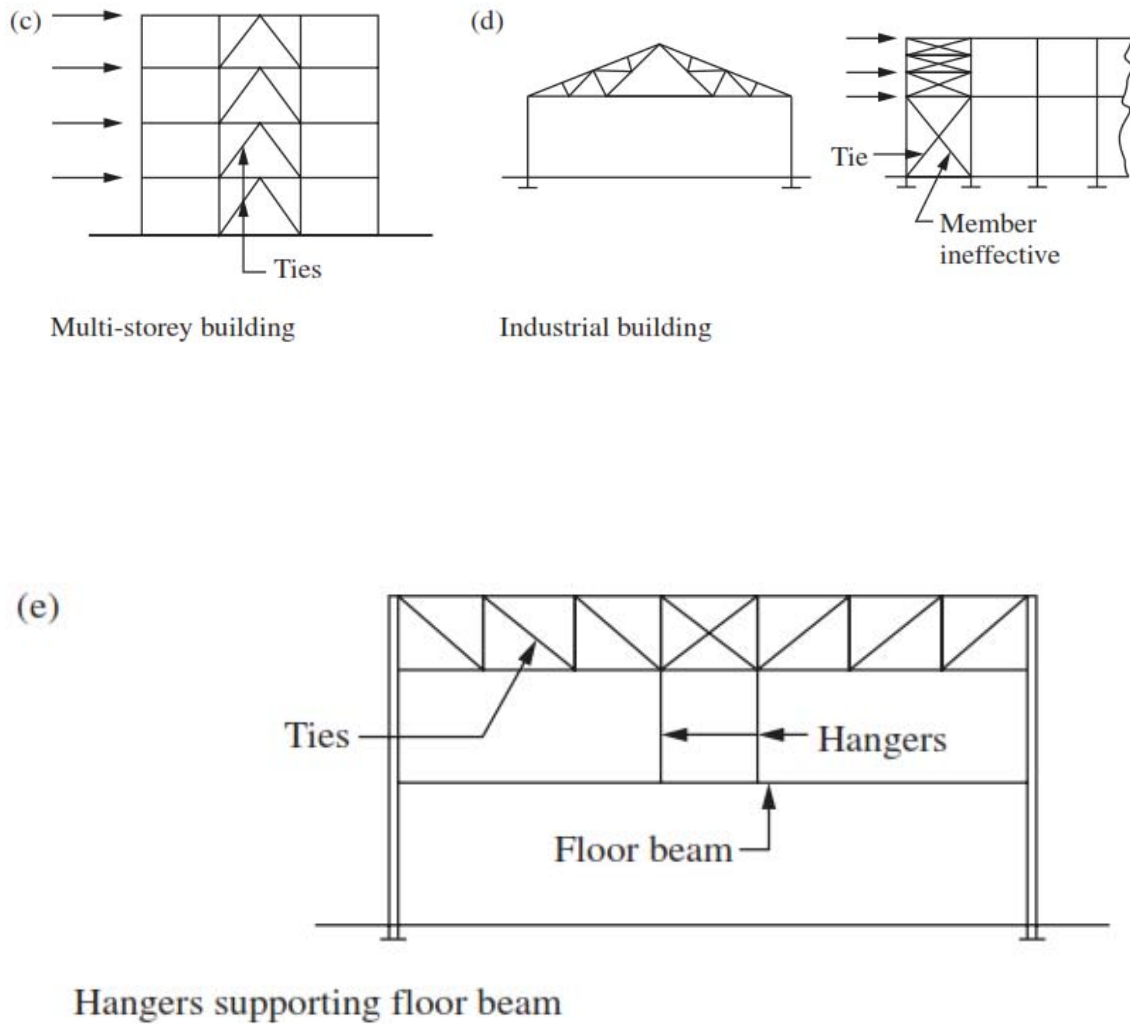 (c)
Ties
Multi-storey building
(d)
Tie
Member
ineffective
Industrial building
(e)
Ties
Hangers
Floor beam
Hangers supporting floor beam